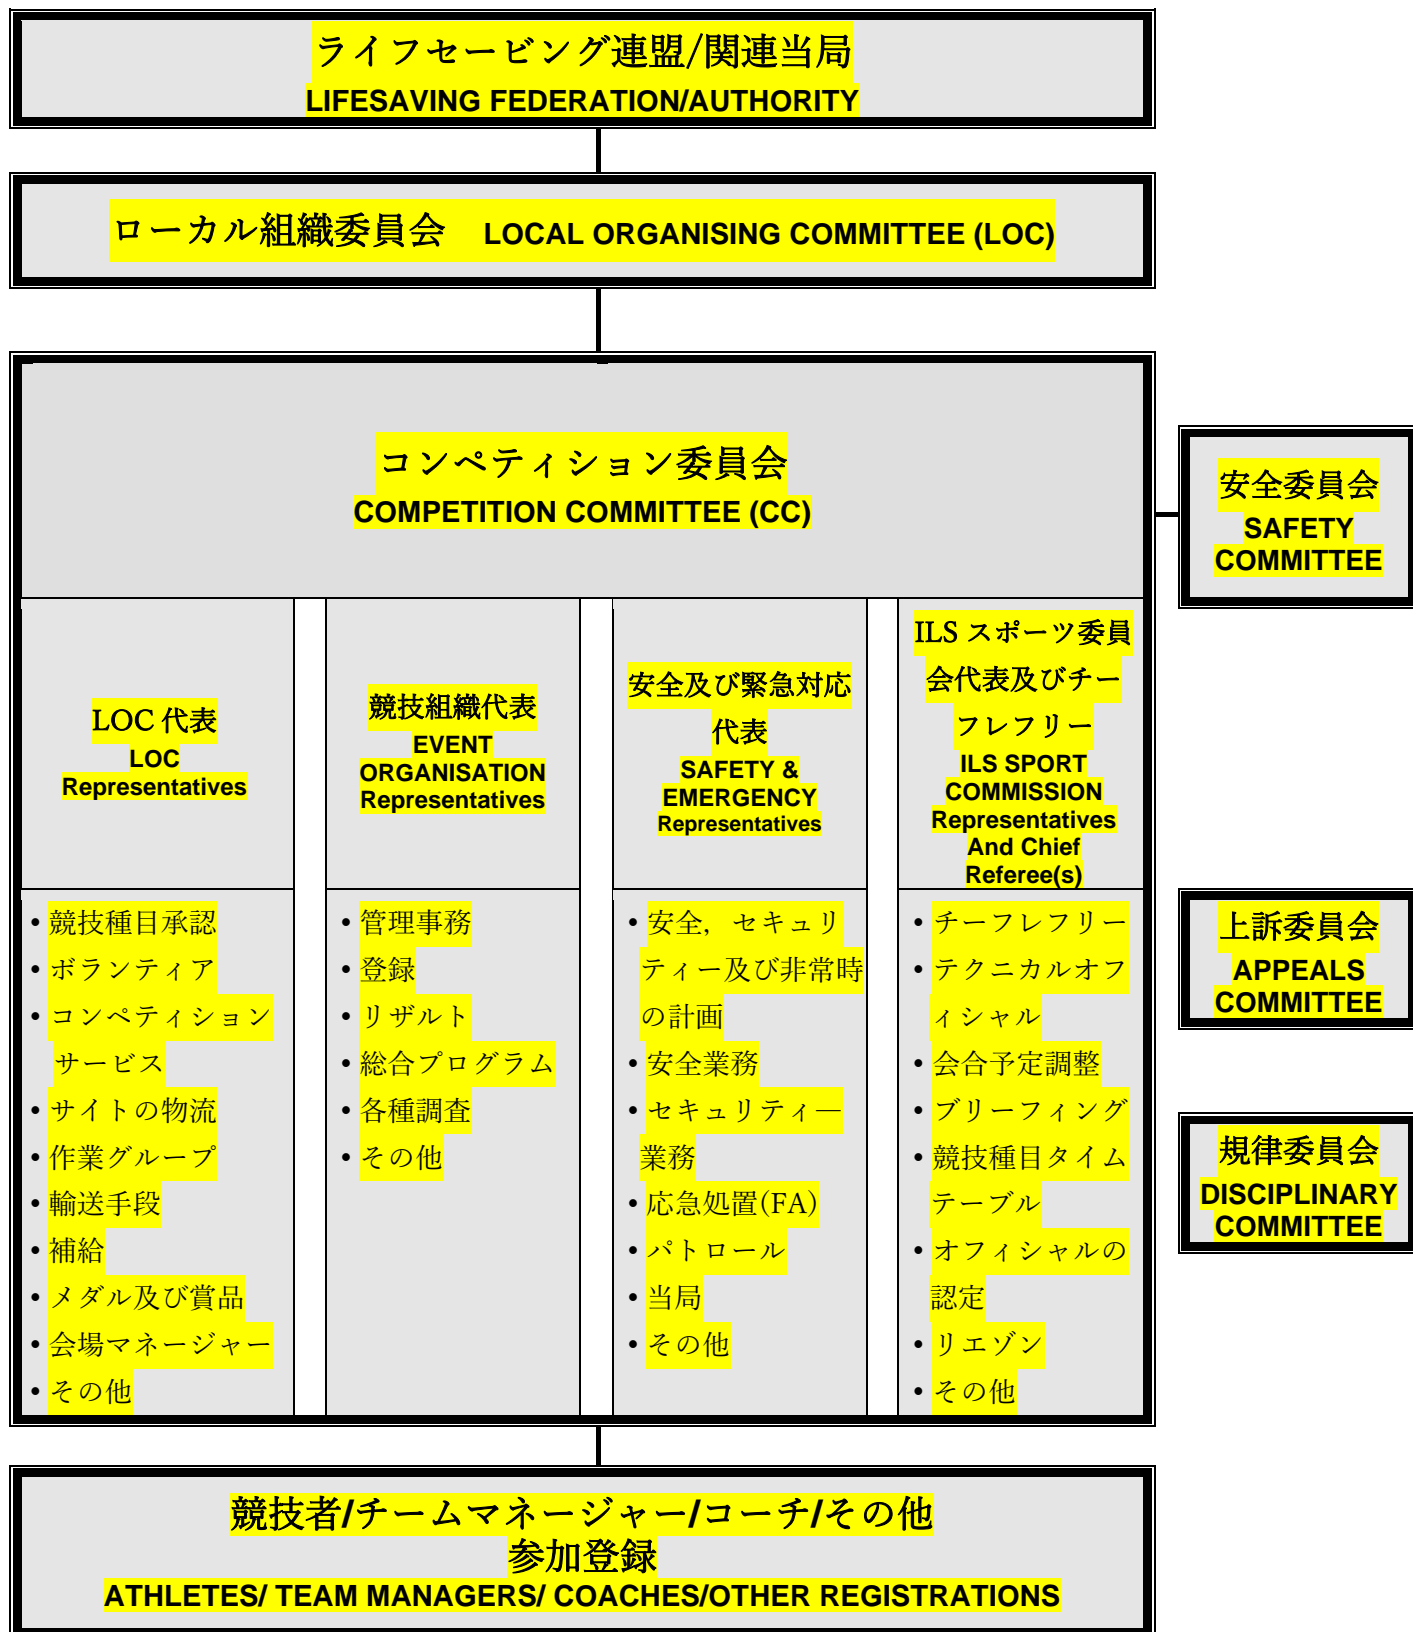 ライフセービング連盟/関連当局
LIFESAVING FEDERATION/AUTHORITY
ローカル組織委員会 LOCAL ORGANISING COMMITTEE (LOC)
コンペティション委員会
COMPETITION COMMITTEE (CC)
安全委員会
SAFETY
COMMITTEE
LOC 代表
LOC
Representatives
競技組織代表
EVENT
ORGANISATION
Representatives
安全及び緊急対応
代表
SAFETY &
EMERGENCY
Representatives
ILS スポーツ委員
会代表及びチー
フレフリー
ILS SPORT
COMMISSION
Representatives
And Chief
Referee(s)
• 競技種目承認
• ボランティア
• コンペティション
サービス
• サイトの物流
• 作業グループ
• 輸送手段
• 補給
• メダル及び賞品
• 会場マネージャー
• その他
• 管理事務
• 登録
• リザルト
• 総合プログラム
• 各種調査
• その他
• 安全，セキュリ
ティー及び非常時
の計画
• 安全業務
• セキュリティ―
業務
• 応急処置(FA)
• パトロール
• 当局
• その他
• チーフレフリー
• テクニカルオフ
ィシャル
• 会合予定調整
• ブリーフィング
• 競技種目タイム
テーブル
• オフィシャルの
認定
• リエゾン
• その他
上訴委員会
APPEALS
COMMITTEE
規律委員会
DISCIPLINARY
COMMITTEE
競技者/チームマネージャー/コーチ/その他
参加登録
ATHLETES/ TEAM MANAGERS/ COACHES/OTHER REGISTRATIONS